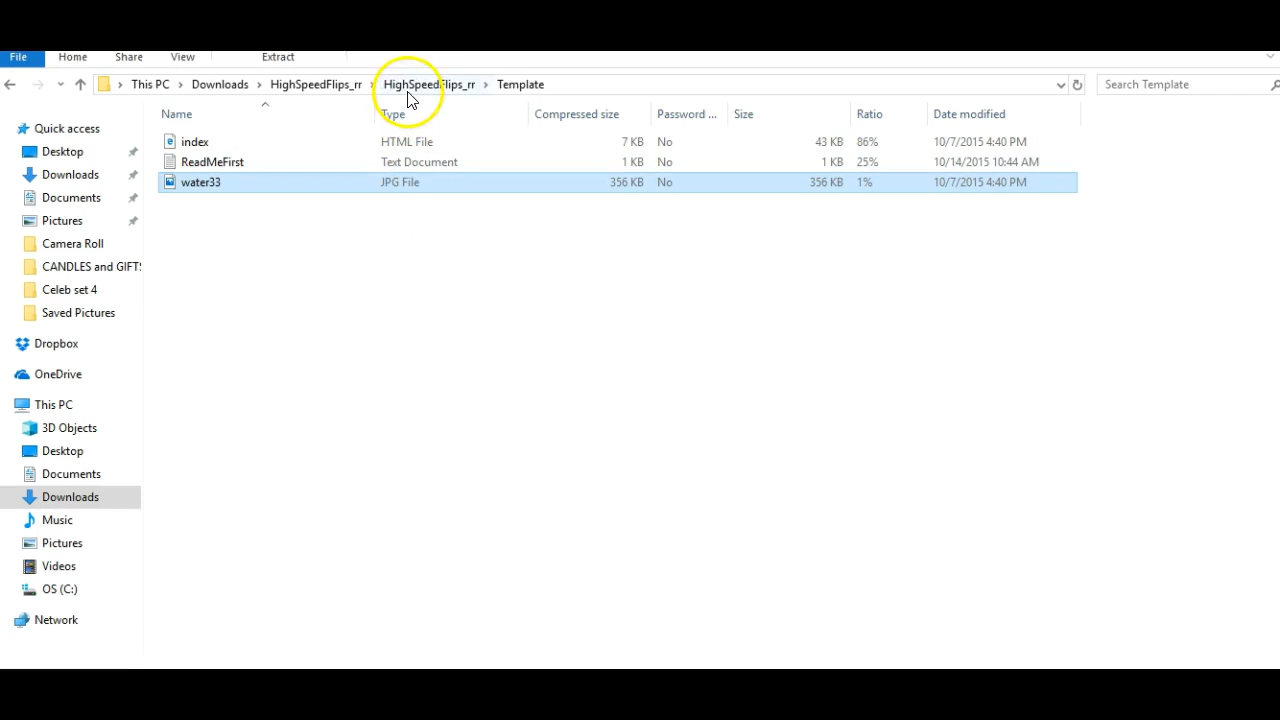 File Home Share View Extract
This PC Downloads HighSpeedFlips_rr HighSpeedFlips_rr Template Search Template
Name Type Compressed size Password ... Size Ratio Date modified
index HTML File 7 KB No 43 KB 86% 10/7/2015 4:40 PM
ReadMeFirst Text Document 1 KB No 1 KB 25% 10/14/2015 10:44 AM
water33 JPG File 356 KB No 356 KB 1% 10/7/2015 4:40 PM
Quick access
Desktop
Downloads
Documents
Pictures
Camera Roll
CANDLES and GIFTS
Celeb set 4
Saved Pictures
Dropbox
OneDrive
This PC
3D Objects
Desktop
Documents
Downloads
Music
Pictures
Videos
OS (C:)
Network